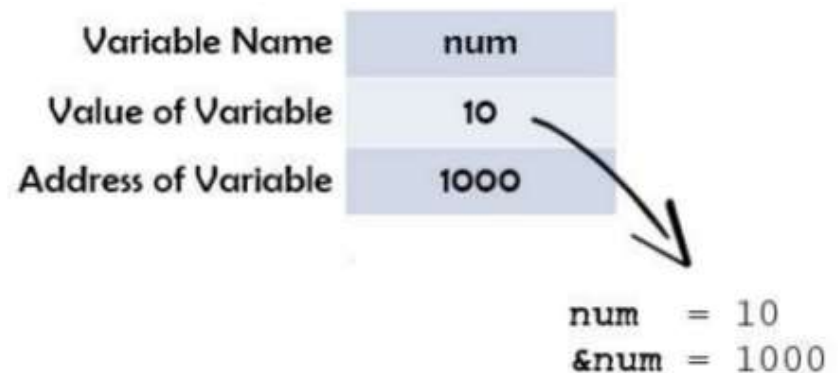 Variable Name num
Value of Variable 10
Address of Variable 1000
num = 10
&num = 1000